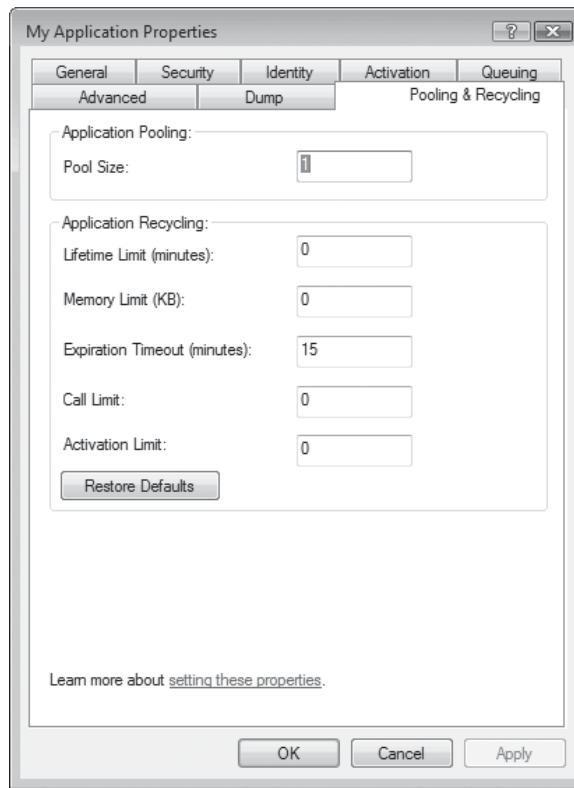 My Application Properties
General Security Identity Activation Queuing
Advanced Dump Pooling & Recycling
Application Pooling:
Pool Size: 1
Application Recycling:
Lifetime Limit (minutes): 0
Memory Limit (KB): 0
Expiration Timeout (minutes): 15
Call Limit: 0
Activation Limit: 0
Restore Defaults
Learn more about setting these properties.
OK Cancel Apply